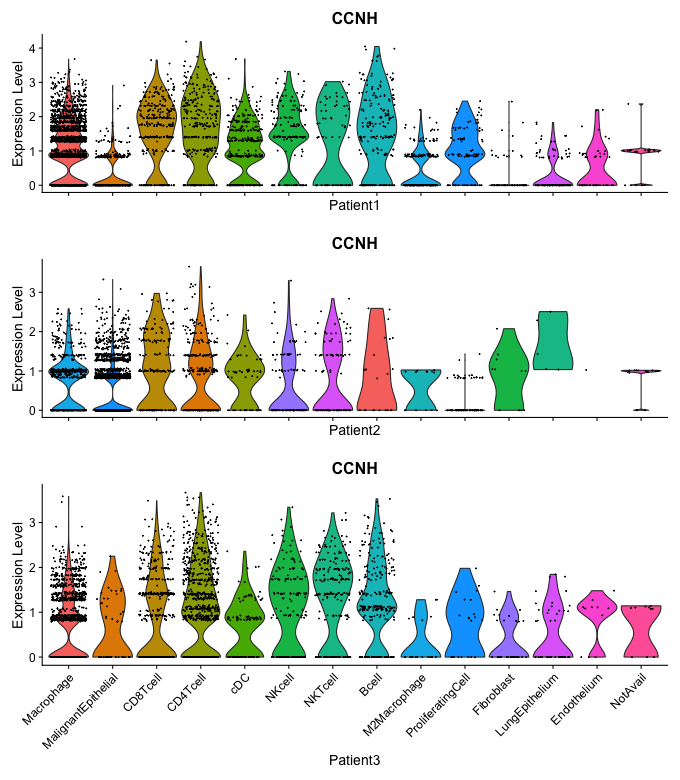 CCNH
Expression Level
4
3
2
1
0
Patient1
CCNH
Expression Level
3
2
1
0
Patient2
CCNH
Expression Level
3
2
1
0
Macrophage
MalignantEpithelial
CD8Tcell
CD4Tcell
cDC
NKcell
NKTcell
Bcell
M2Macrophage
ProliferatingCell
Fibroblast
LungEpithelium
Endothelium
NotAvail
Patient3